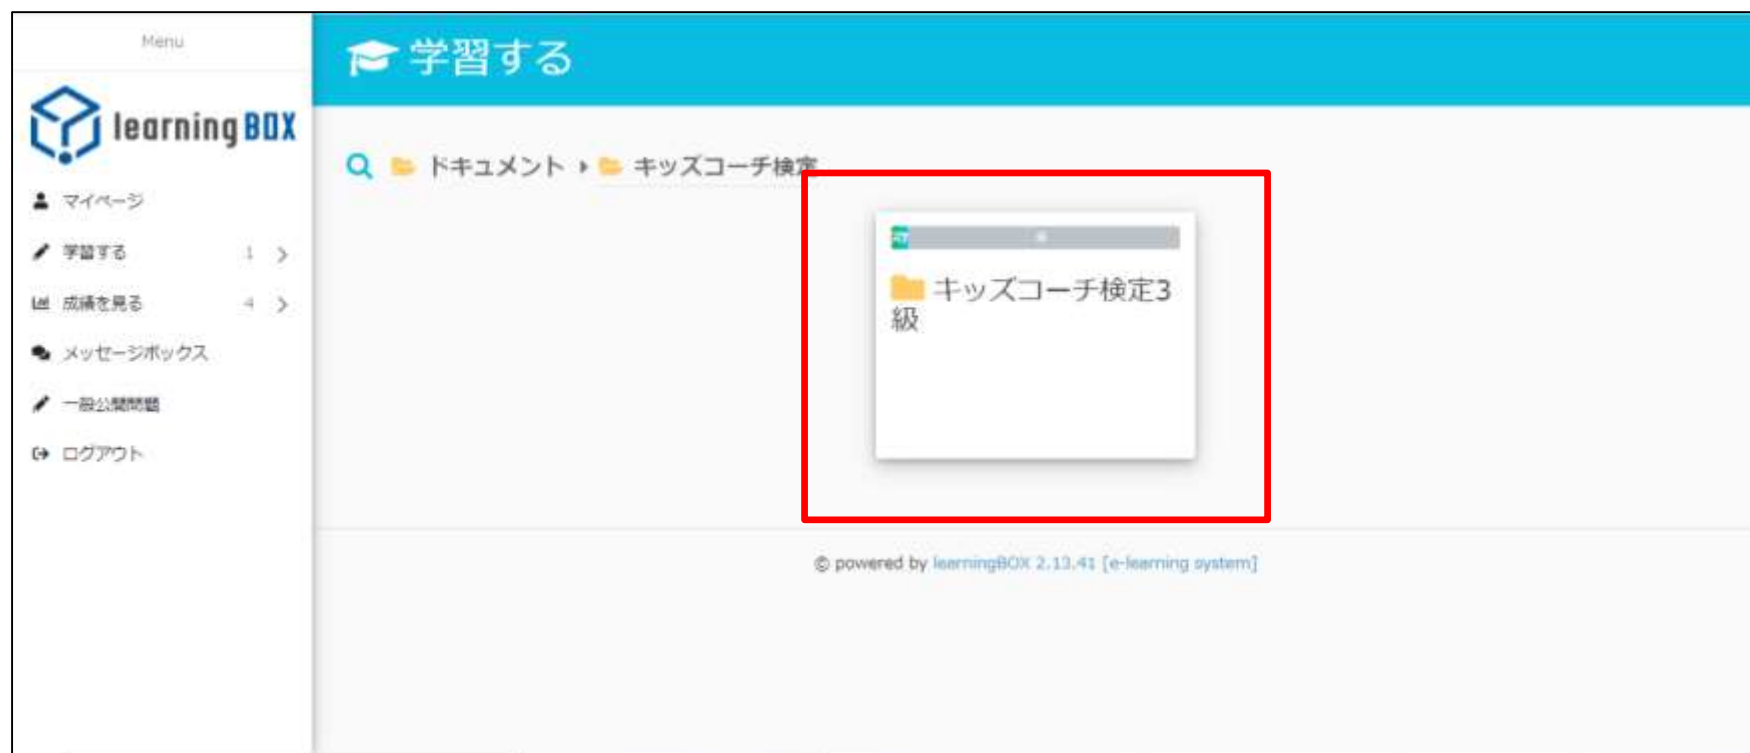 Menu
learningBOX
マイページ
学習する 1
成績を見る 4
メッセージボックス
一般公開問題
ログアウト
学習する
ドキュメント キッズコーチ検定
キッズコーチ検定3
級
© powered by learningBOX 2.13.41 [e-learning system]